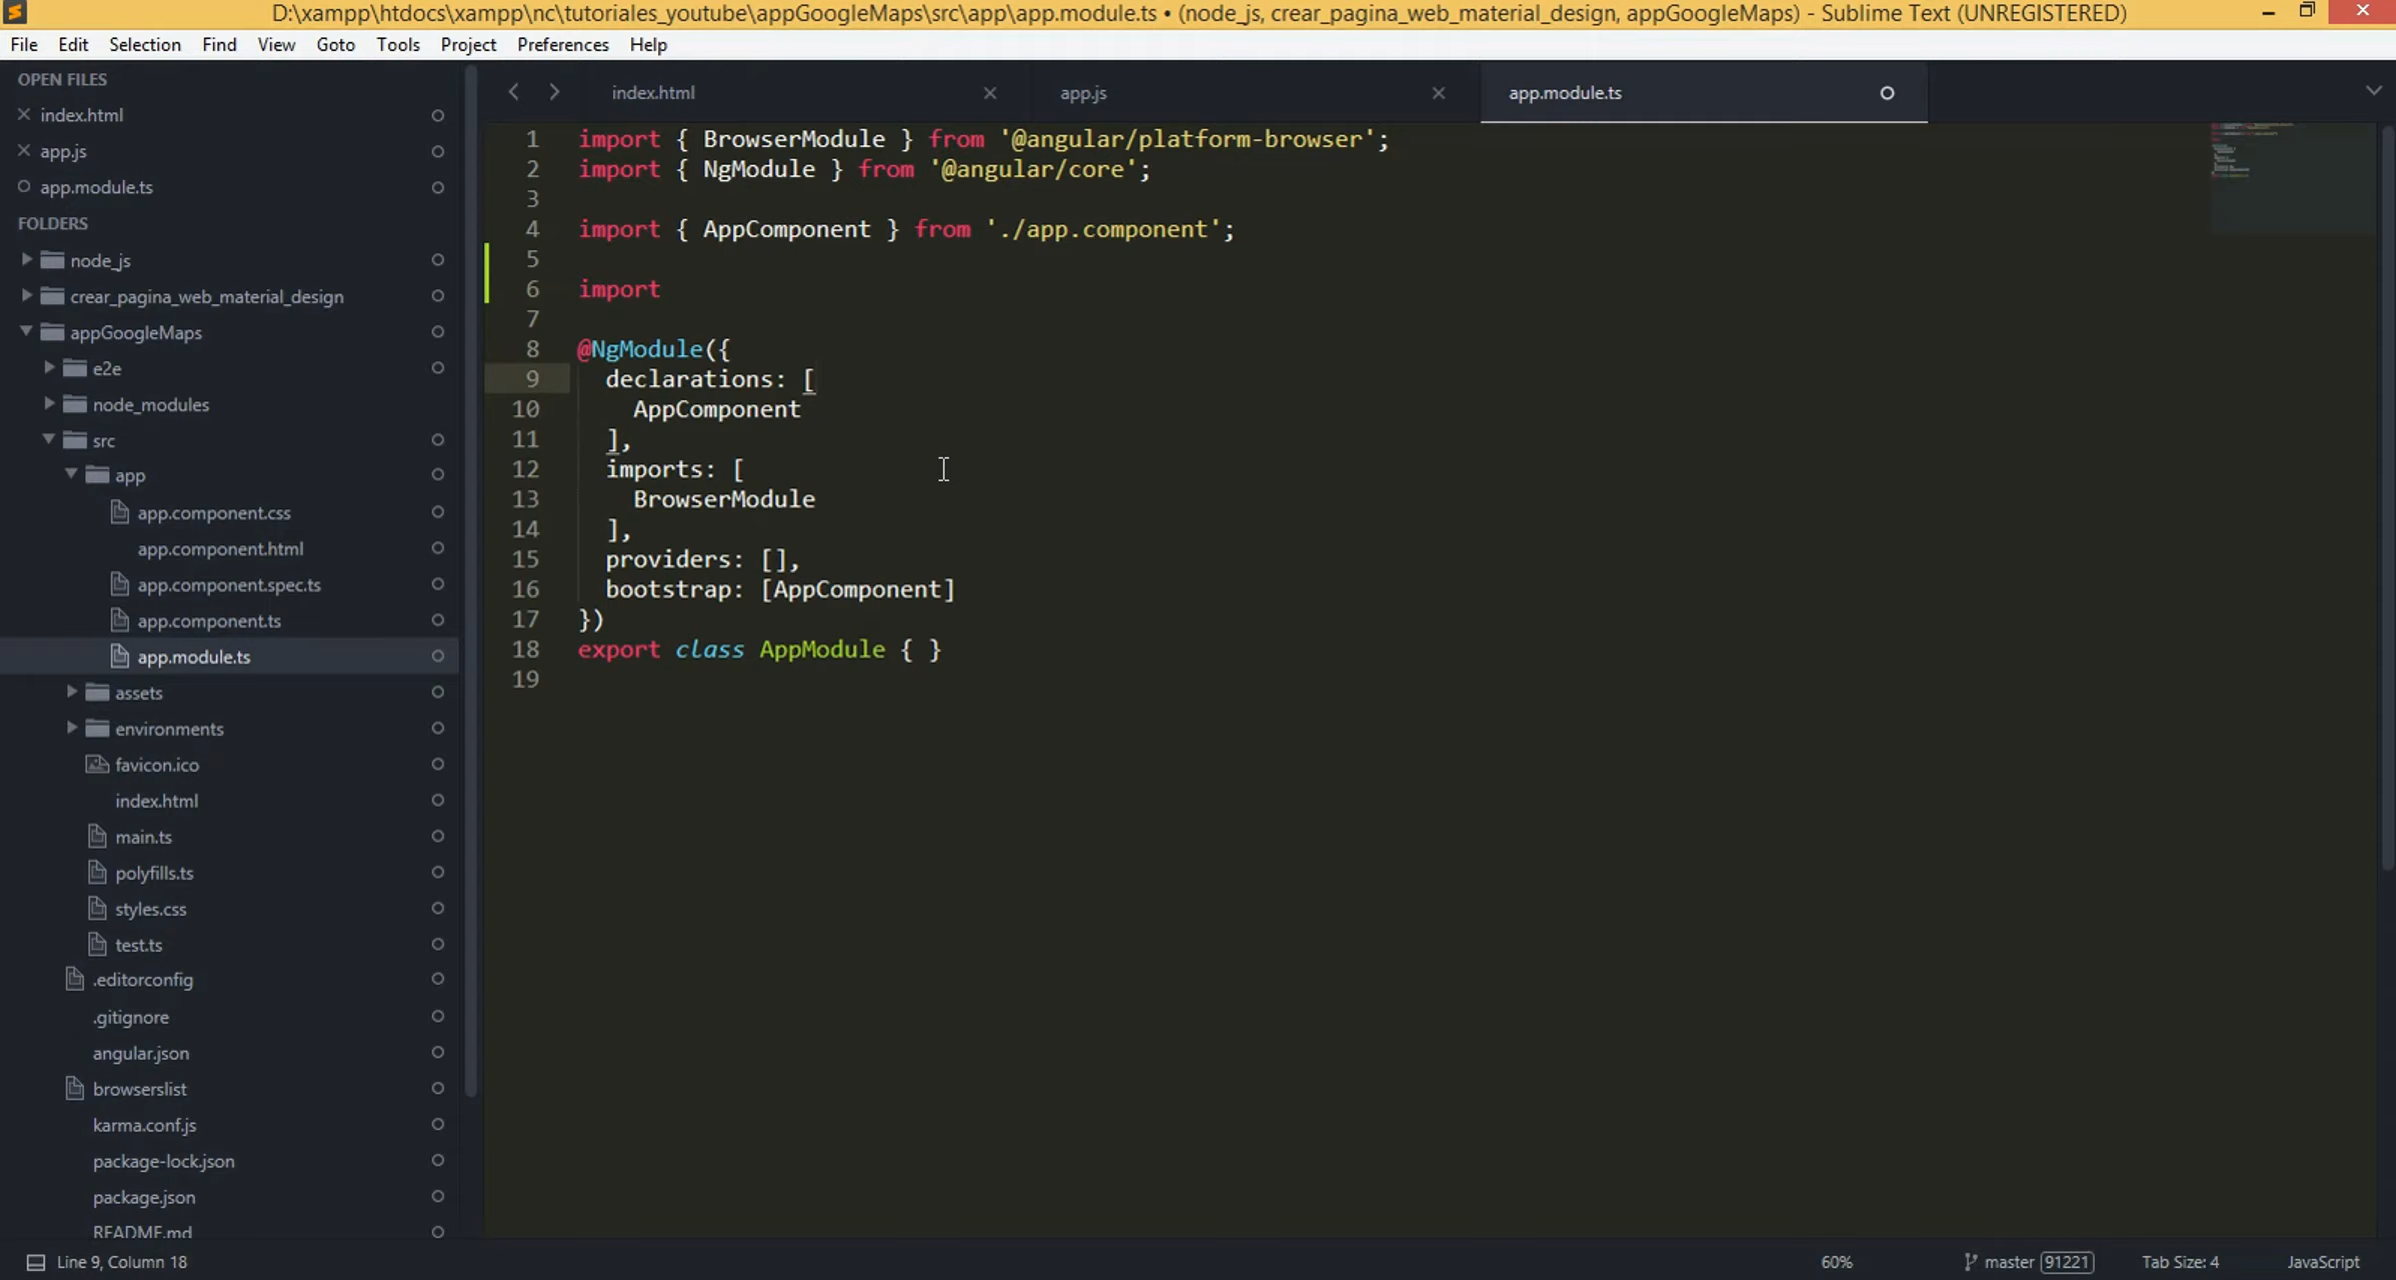 D:\xampp\htdocs\xampp\nc\tutoriales_youtube\appGoogleMaps\src\app\app.module.ts • (node_js, crear_pagina_web_material_design, appGoogleMaps) - Sublime Text (UNREGISTERED)
File Edit Selection Find View Goto Tools Project Preferences Help
OPEN FILES
index.html
app.js
app.module.ts
FOLDERS
node_js
crear_pagina_web_material_design
appGoogleMaps
e2e
node_modules
src
app
app.component.css
app.component.html
app.component.spec.ts
app.component.ts
app.module.ts
assets
environments
favicon.ico
index.html
main.ts
polyfills.ts
styles.css
test.ts
.editorconfig
.gitignore
angular.json
browserslist
karma.conf.js
package-lock.json
package.json
README.md
index.html app.js app.module.ts
1 import { BrowserModule } from '@angular/platform-browser';
2 import { NgModule } from '@angular/core';
3
4 import { AppComponent } from './app.component';
5
6 import
7
8 @NgModule({
9 declarations: [
10 AppComponent
11 ],
12 imports: [
13 BrowserModule
14 ],
15 providers: [],
16 bootstrap: [AppComponent]
17 })
18 export class AppModule { }
19
Line 9, Column 18 60% master 91221 Tab Size: 4 JavaScript